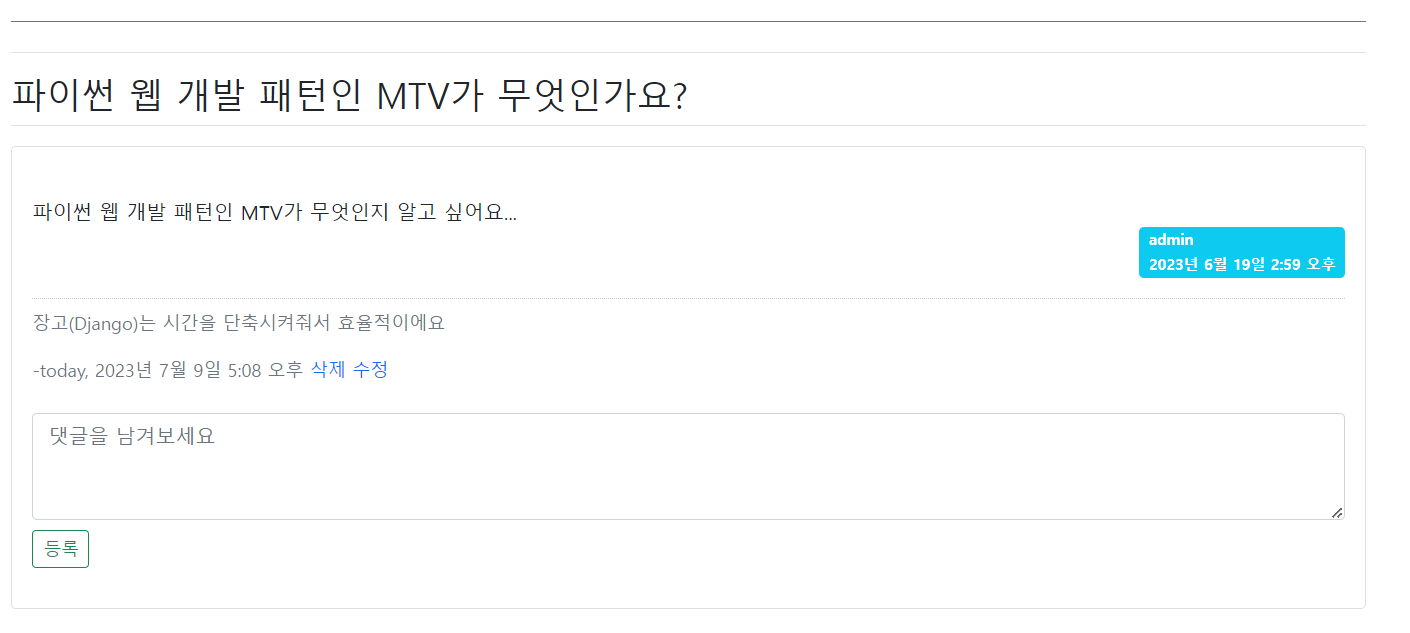 파이썬 웹 개발 패턴인 MTV가 무엇인가요?
파이썬 웹 개발 패턴인 MTV가 무엇인지 알고 싶어요...
admin
2023년 6월 19일 2:59 오후
장고(Django)는 시간을 단축시켜줘서 효율적이에요
-today, 2023년 7월 9일 5:08 오후 삭제 수정
댓글을 남겨보세요
등록